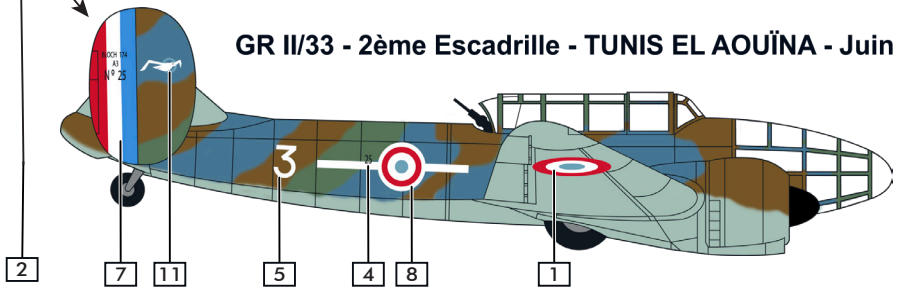 GR II/33 - 2ème Escadrille - TUNIS EL AOUÏNA - Juin
BLOCH 174
A3
Nº 25
3
25
2
7
11
5
4
8
1